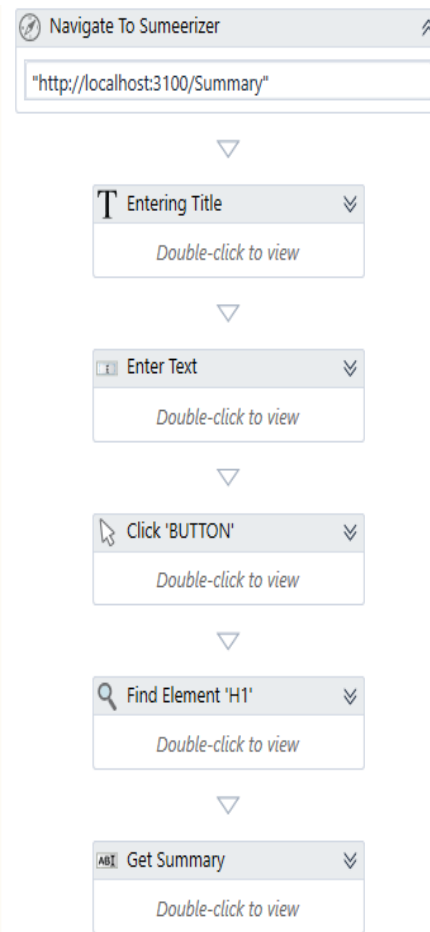 Navigate To Sumeerizer
"http://localhost:3100/Summary"
Entering Title
Double-click to view
Enter Text
Double-click to view
Click 'BUTTON'
Double-click to view
Find Element 'H1'
Double-click to view
Get Summary
Double-click to view